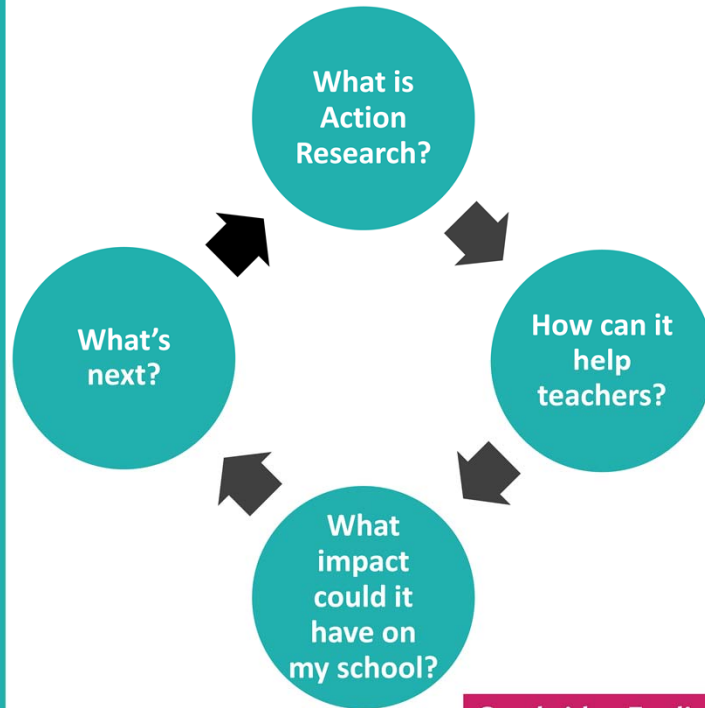 What is
Action
Research?
How can it
help
teachers?
What
impact
could it
have on
my school?
What's
next?